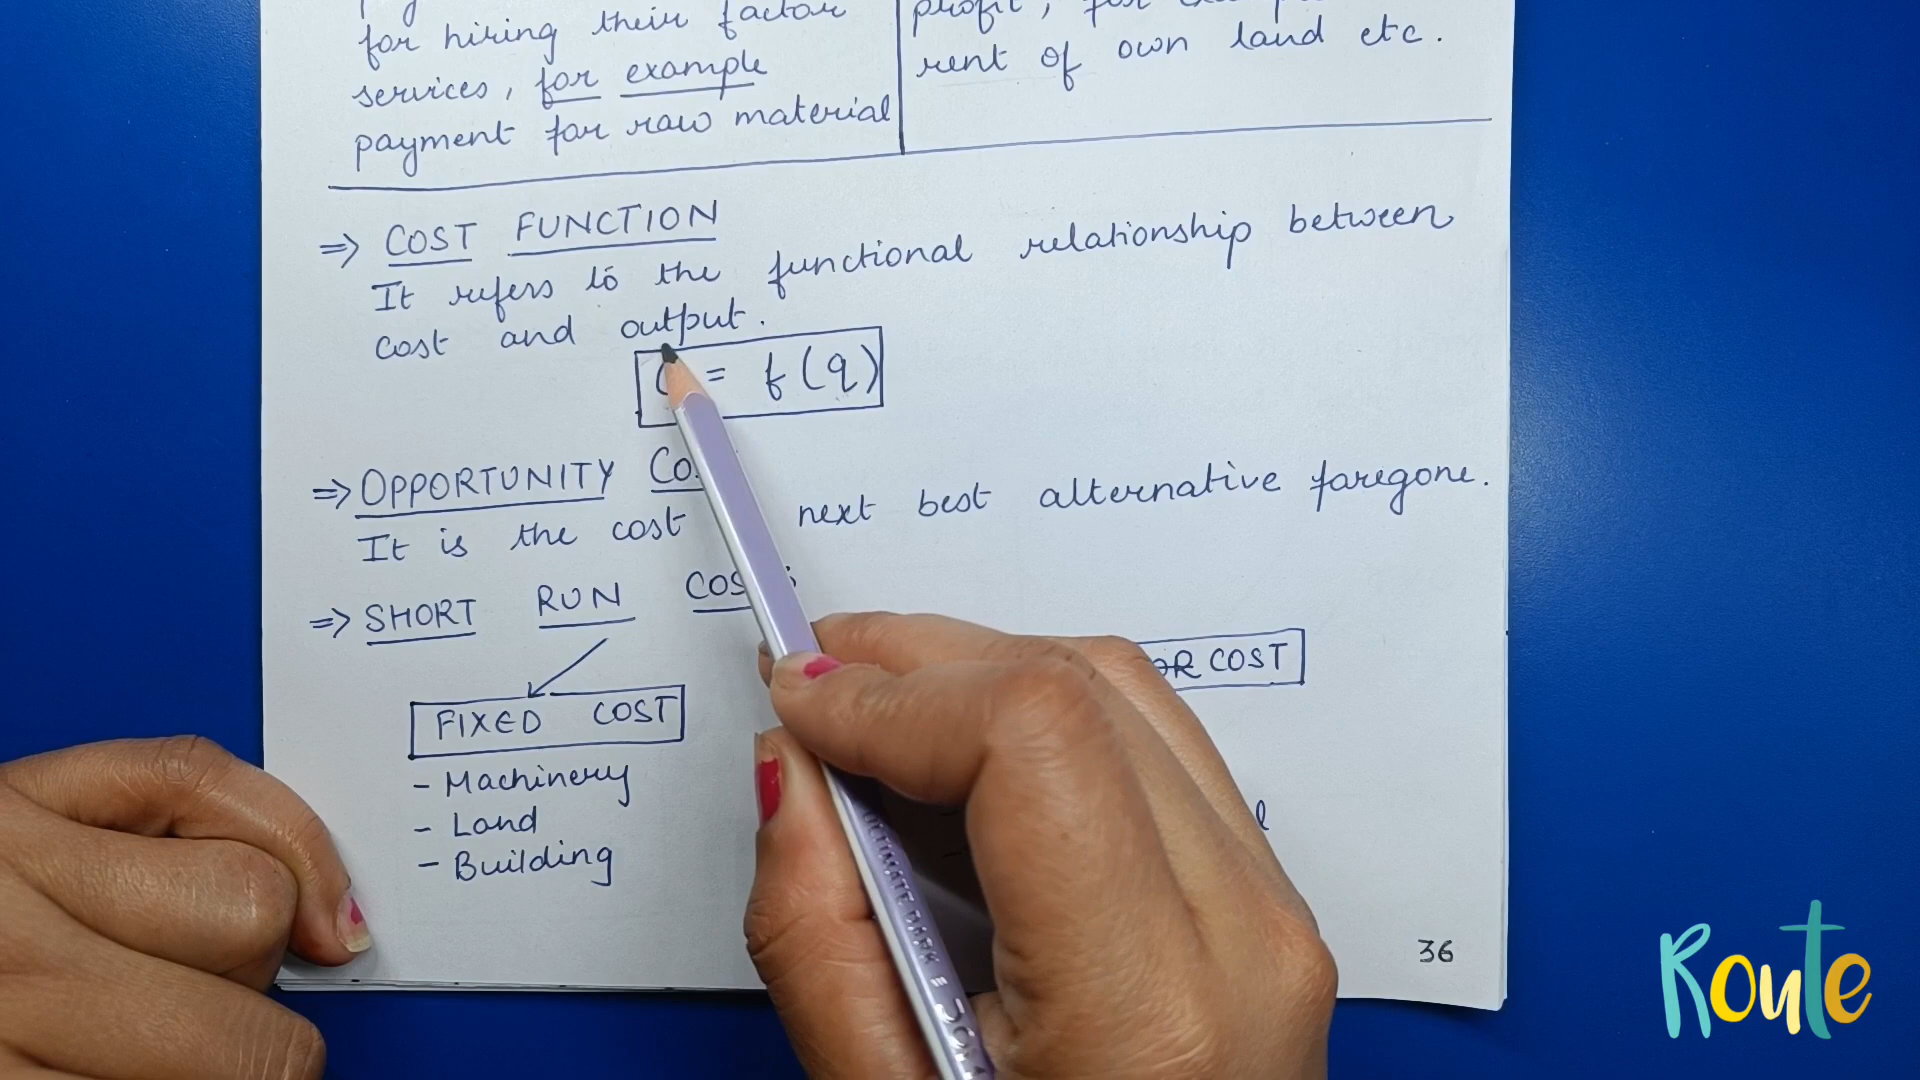 for hiring their factor
services, for example
payment for raw material
rent of own land etc.
⇒ COST FUNCTION
It refers to the functional relationship between
cost and output.
= f(q)
⇒ OPPORTUNITY
It is the cost next best alternative foregone.
⇒ SHORT RUN
FIXED COST
- Machinery
- Land
- Building
COST
36
Route